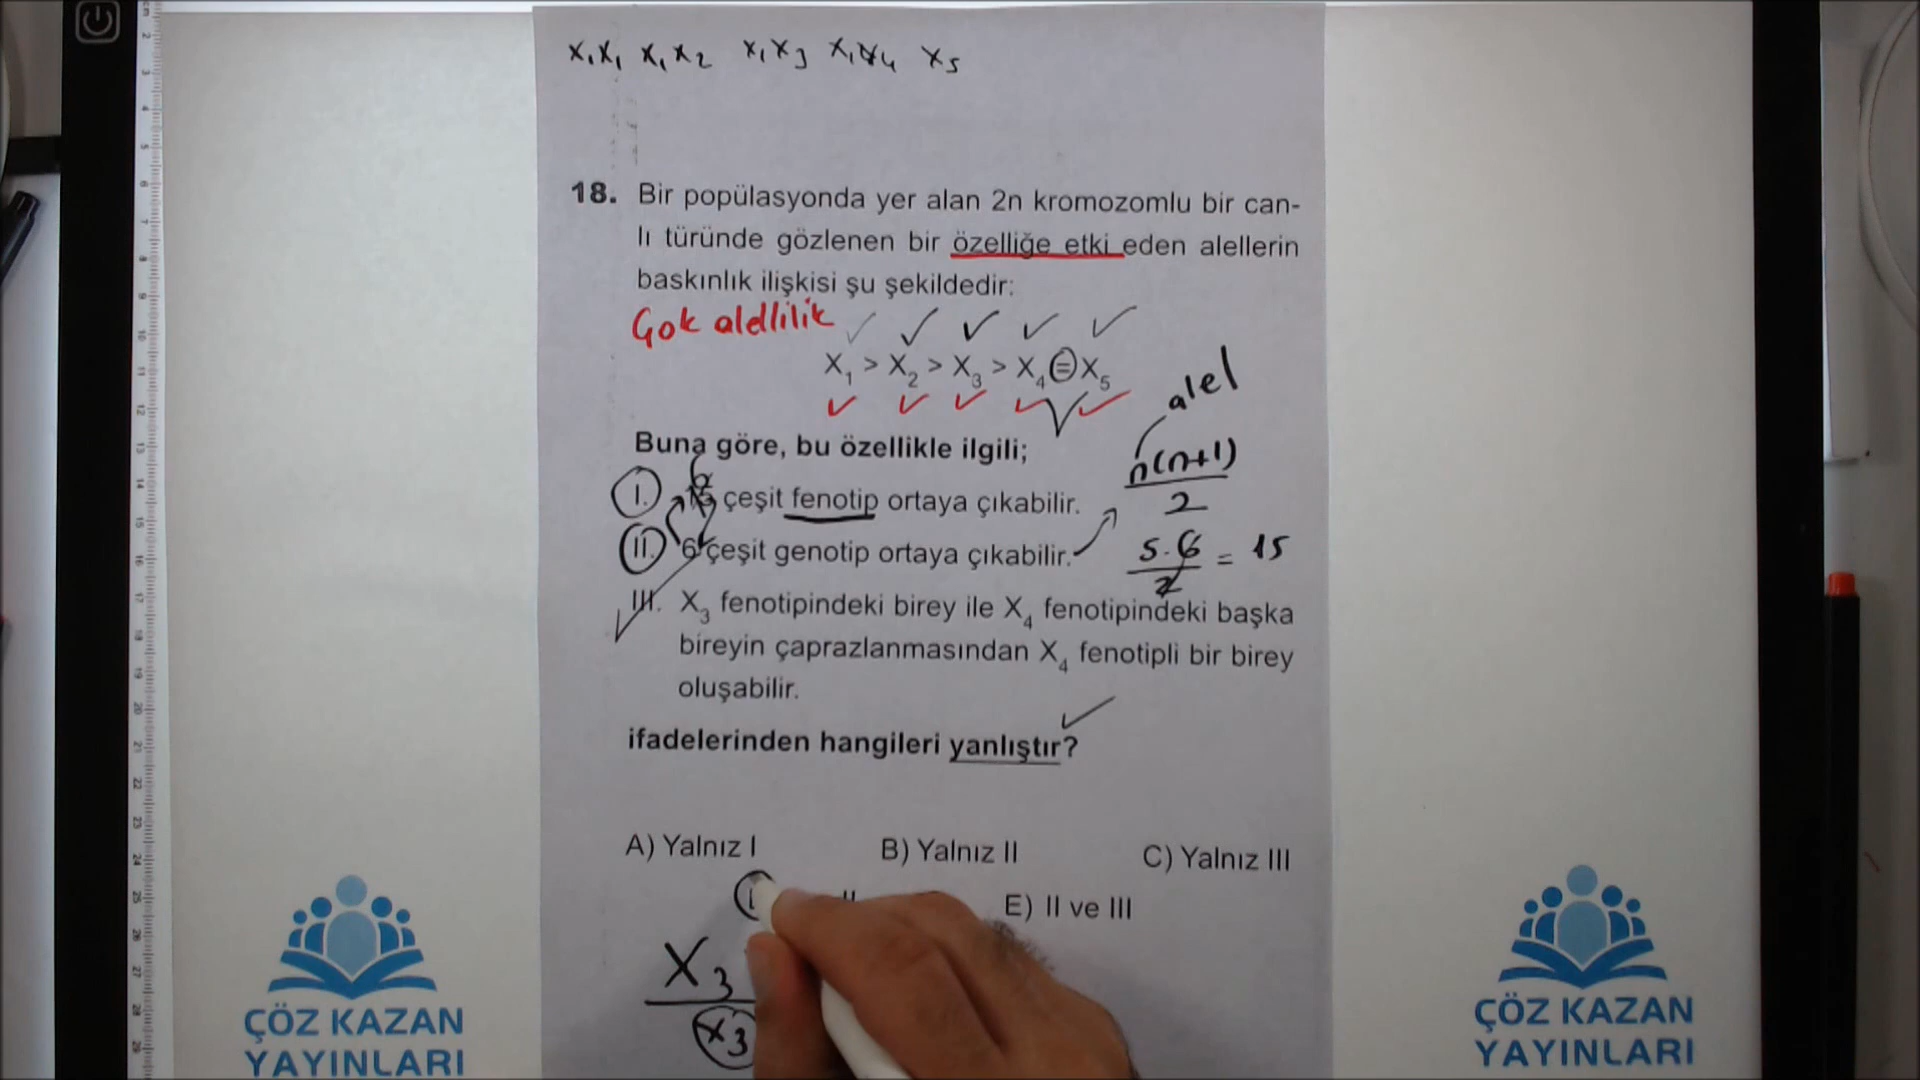 x₁x₁ x₁x₂ x₁x₃ x₁x₄ x₅
18. Bir popülasyonda yer alan 2n kromozomlu bir can-
lı türünde gözlenen bir özelliğe etki eden alellerin
baskınlık ilişkisi şu şekildedir:
Çok alellilik
X₁ > X₂ > X₃ > X₄ = X₅
alel
Buna göre, bu özellikle ilgili;
n(n+1)
2
I. çeşit fenotip ortaya çıkabilir.
II. 6 çeşit genotip ortaya çıkabilir.
5.6 = 15
2
III. X₃ fenotipindeki birey ile X₄ fenotipindeki başka
bireyin çaprazlanmasından X₄ fenotipli bir birey
oluşabilir.
ifadelerinden hangileri yanlıştır?
A) Yalnız I
B) Yalnız II
C) Yalnız III
E) II ve III
X₃
x₃
ÇÖZ KAZAN
YAYINLARI
ÇÖZ KAZAN
YAYINLARI